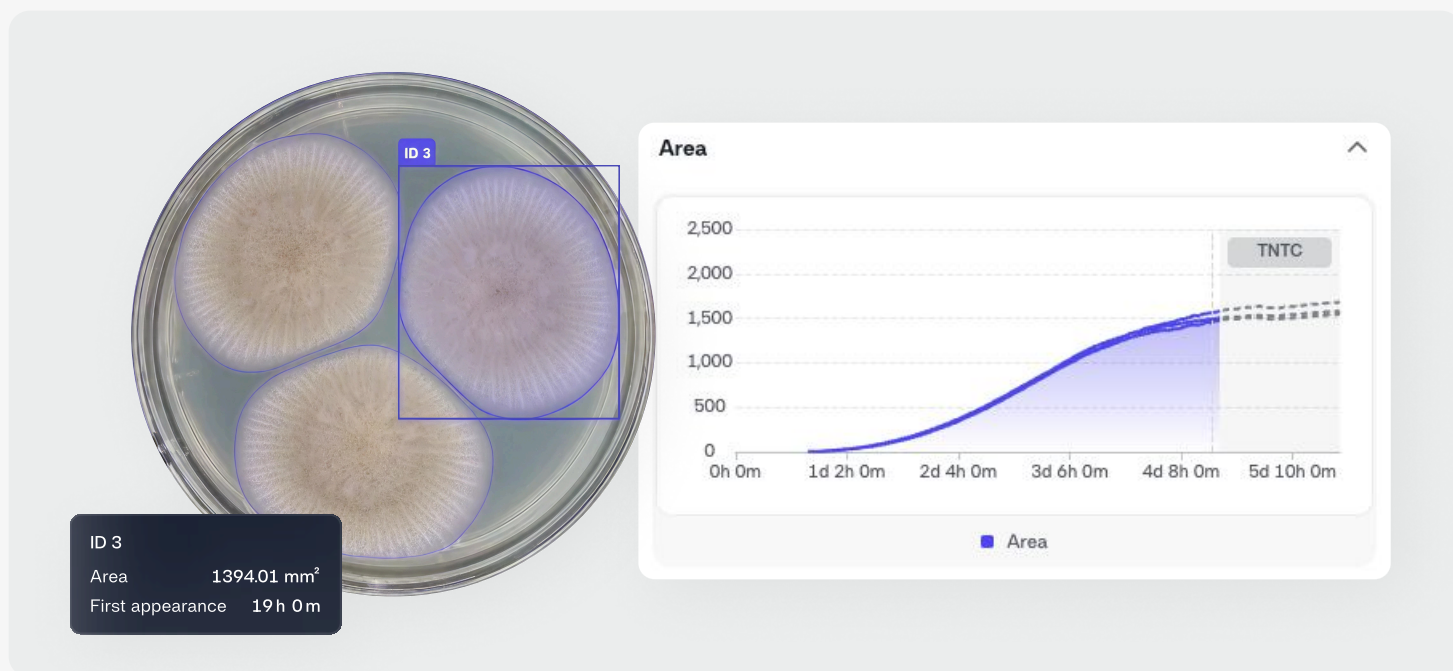 ID 3
Area
2,500
TNTC
2,000
1,500
1,000
500
0
0h 0m 1d 2h 0m 2d 4h 0m 3d 6h 0m 4d 8h 0m 5d 10h 0m
Area
ID 3
Area 1394.01 mm²
First appearance 19h 0m